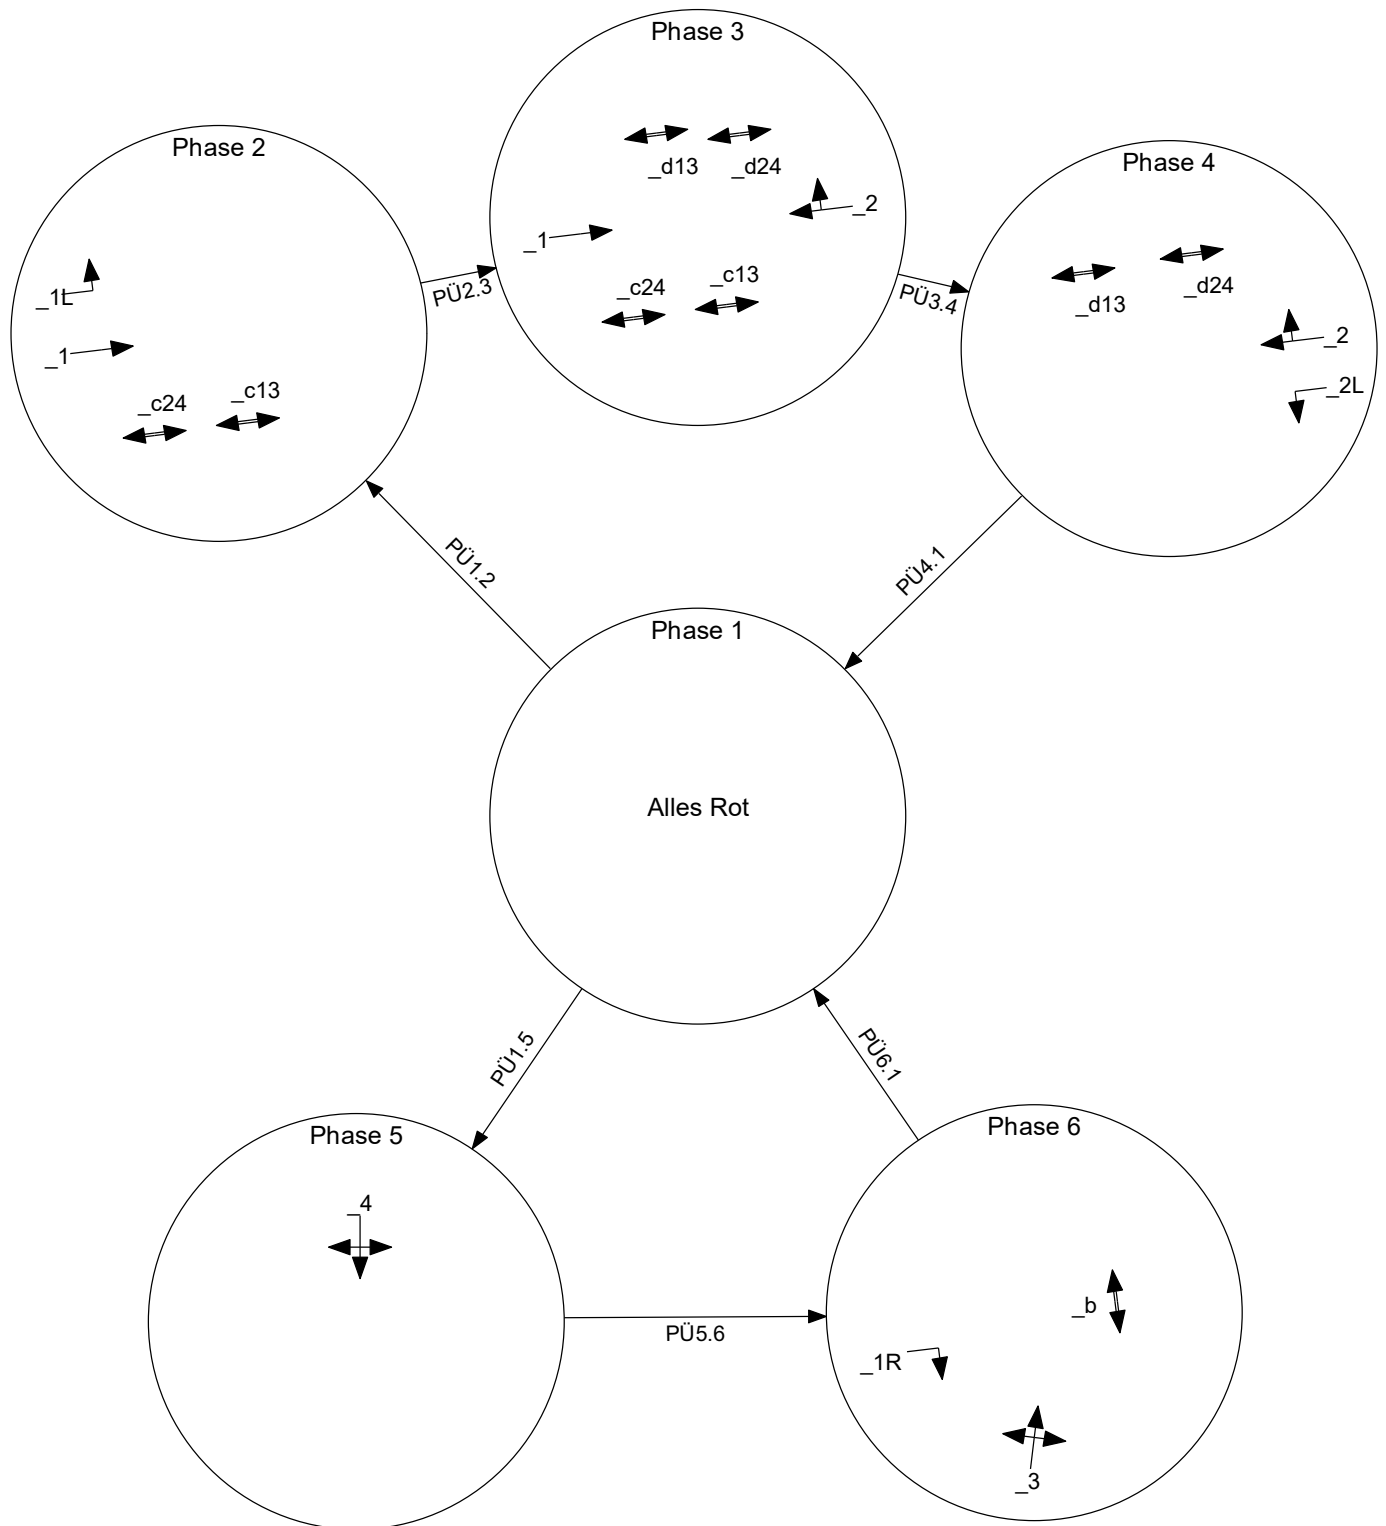 Phase 3
_d13
_d24
_2
_1
_c24
_c13
Phase 2
_1L
_1
_c24
_c13
PÜ2.3
PÜ3.4
Phase 4
_d13
_d24
_2
_2L
PÜ1.2
PÜ4.1
Phase 1
Alles Rot
PÜ1.5
PÜ6.1
Phase 5
_4
PÜ5.6
Phase 6
_b
_1R
_3